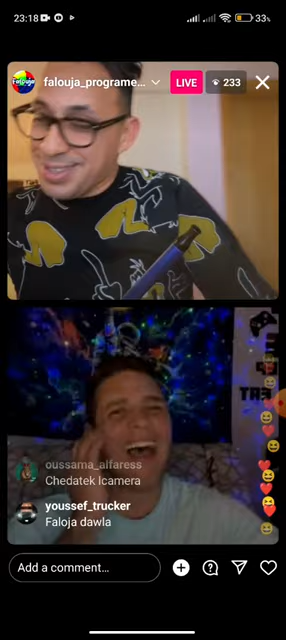 23:18
33%
falouja_programe...
LIVE
233
oussama_alfaress
Chedatek lcamera
youssef_trucker
Faloja dawla
Add a comment...